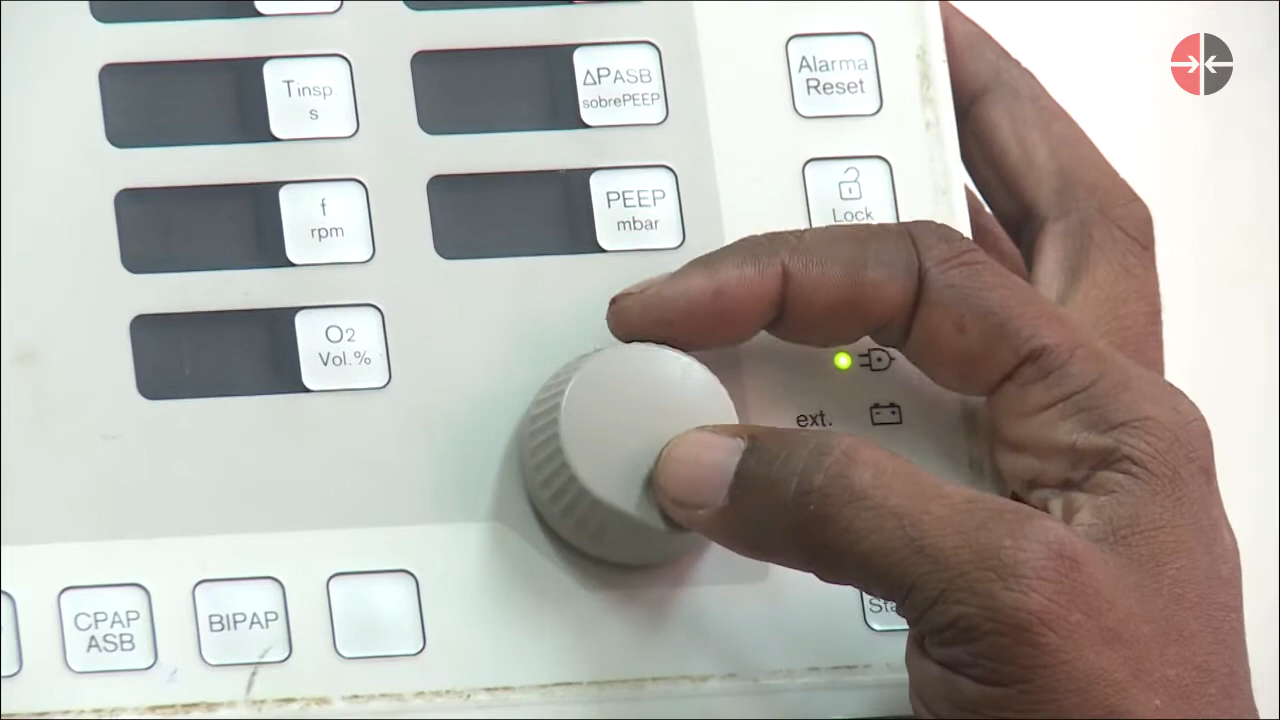 Tinsp.
s
ΔPASB
sobrePEEP
Alarma
Reset
f
rpm
PEEP
mbar
Lock
O2
Vol.%
ext.
CPAP
ASB
BIPAP